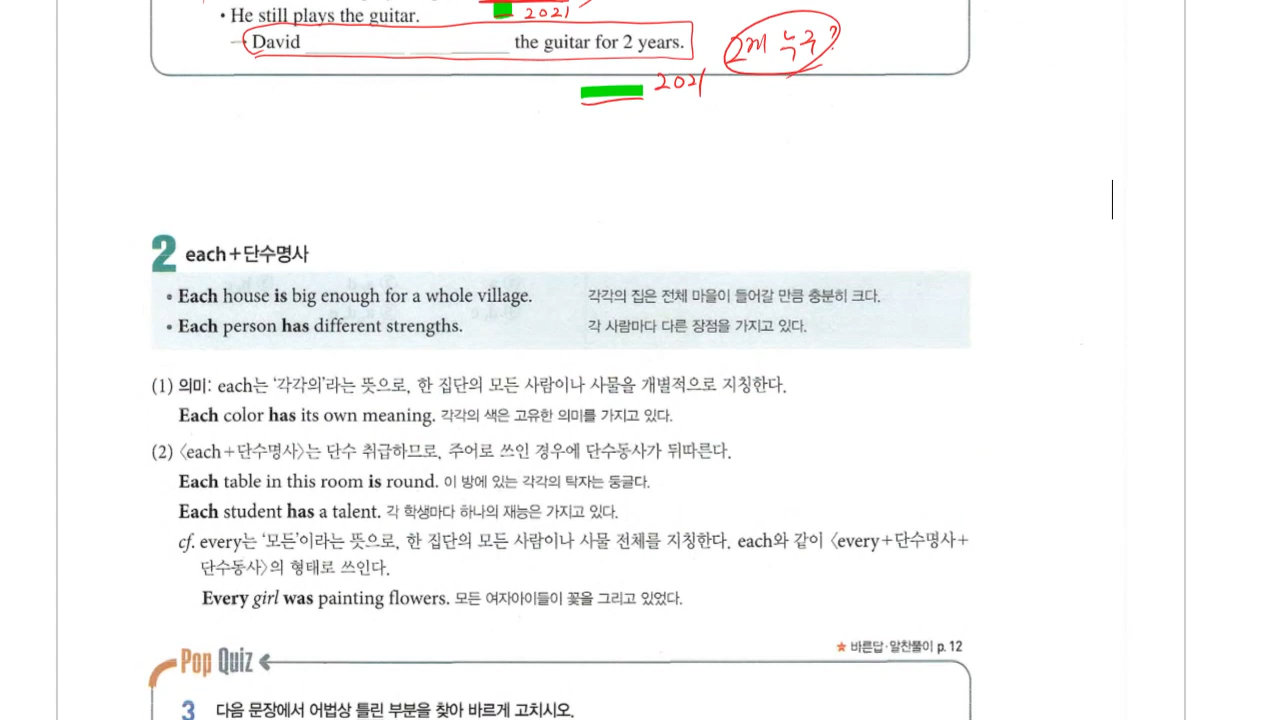 • He still plays the guitar.
2021
→ David __________ __________ the guitar for 2 years.
2021
2 each+단수명사
• Each house is big enough for a whole village. 각각의 집은 전체 마을이 들어갈 만큼 충분히 크다.
• Each person has different strengths. 각 사람마다 다른 장점을 가지고 있다.
(1) 의미: each는 '각각의'라는 뜻으로, 한 집단의 모든 사람이나 사물을 개별적으로 지칭한다.
Each color has its own meaning. 각각의 색은 고유한 의미를 가지고 있다.
(2) 〈each+단수명사〉는 단수 취급하므로, 주어로 쓰인 경우에 단수동사가 뒤따른다.
Each table in this room is round. 이 방에 있는 각각의 탁자는 둥글다.
Each student has a talent. 각 학생마다 하나의 재능은 가지고 있다.
cf. every는 '모든'이라는 뜻으로, 한 집단의 모든 사람이나 사물 전체를 지칭한다. each와 같이 〈every+단수명사+
단수동사〉의 형태로 쓰인다.
Every girl was painting flowers. 모든 여자아이들이 꽃을 그리고 있었다.
★ 바른답·알찬풀이 p.12
Pop Quiz
3 다음 문장에서 어법상 틀린 부분을 찾아 바르게 고치시오.